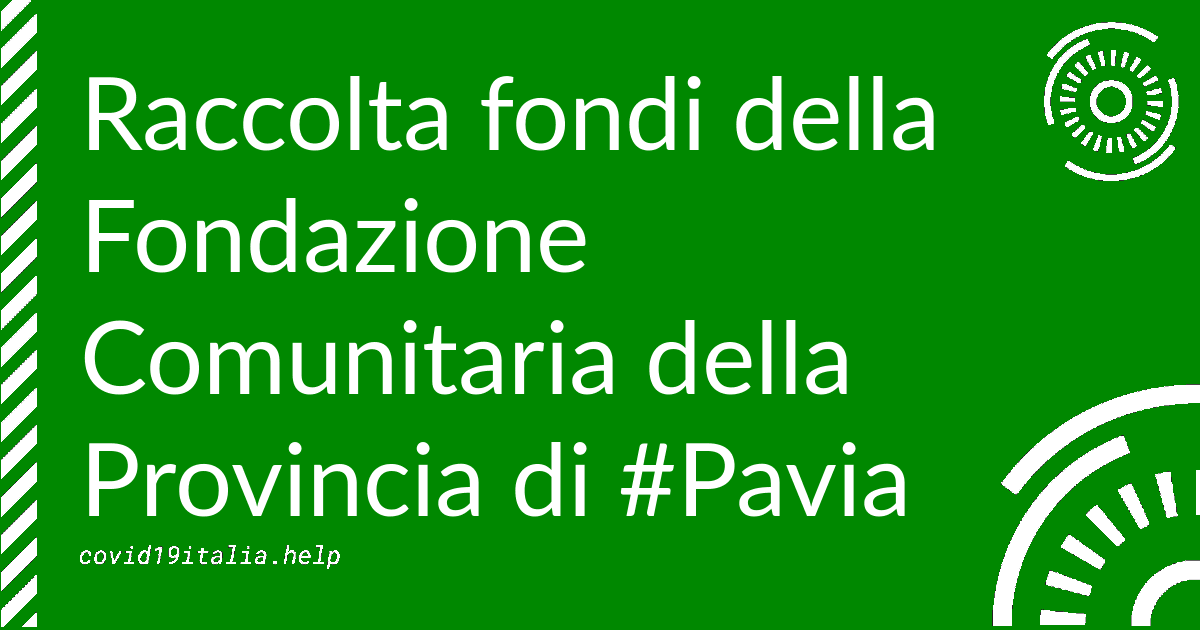 Raccolta fondi della
Fondazione
Comunitaria della
Provincia di #Pavia
covid19italia.help